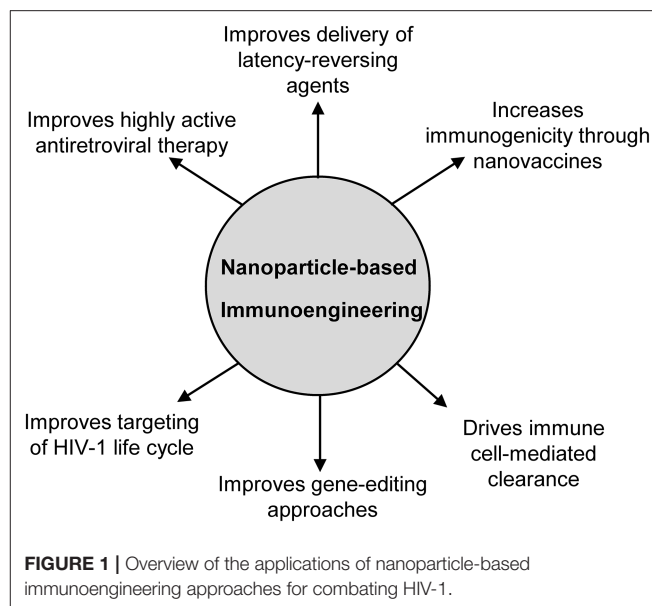 Improves delivery of
latency-reversing
agents
Improves highly active
antiretroviral therapy
Increases
immunogenicity through
nanovaccines
Nanoparticle-based
Immunoengineering
Improves targeting
of HIV-1 life cycle
Improves gene-editing
approaches
Drives immune
cell-mediated
clearance
FIGURE 1 | Overview of the applications of nanoparticle-based
immunoengineering approaches for combating HIV-1.